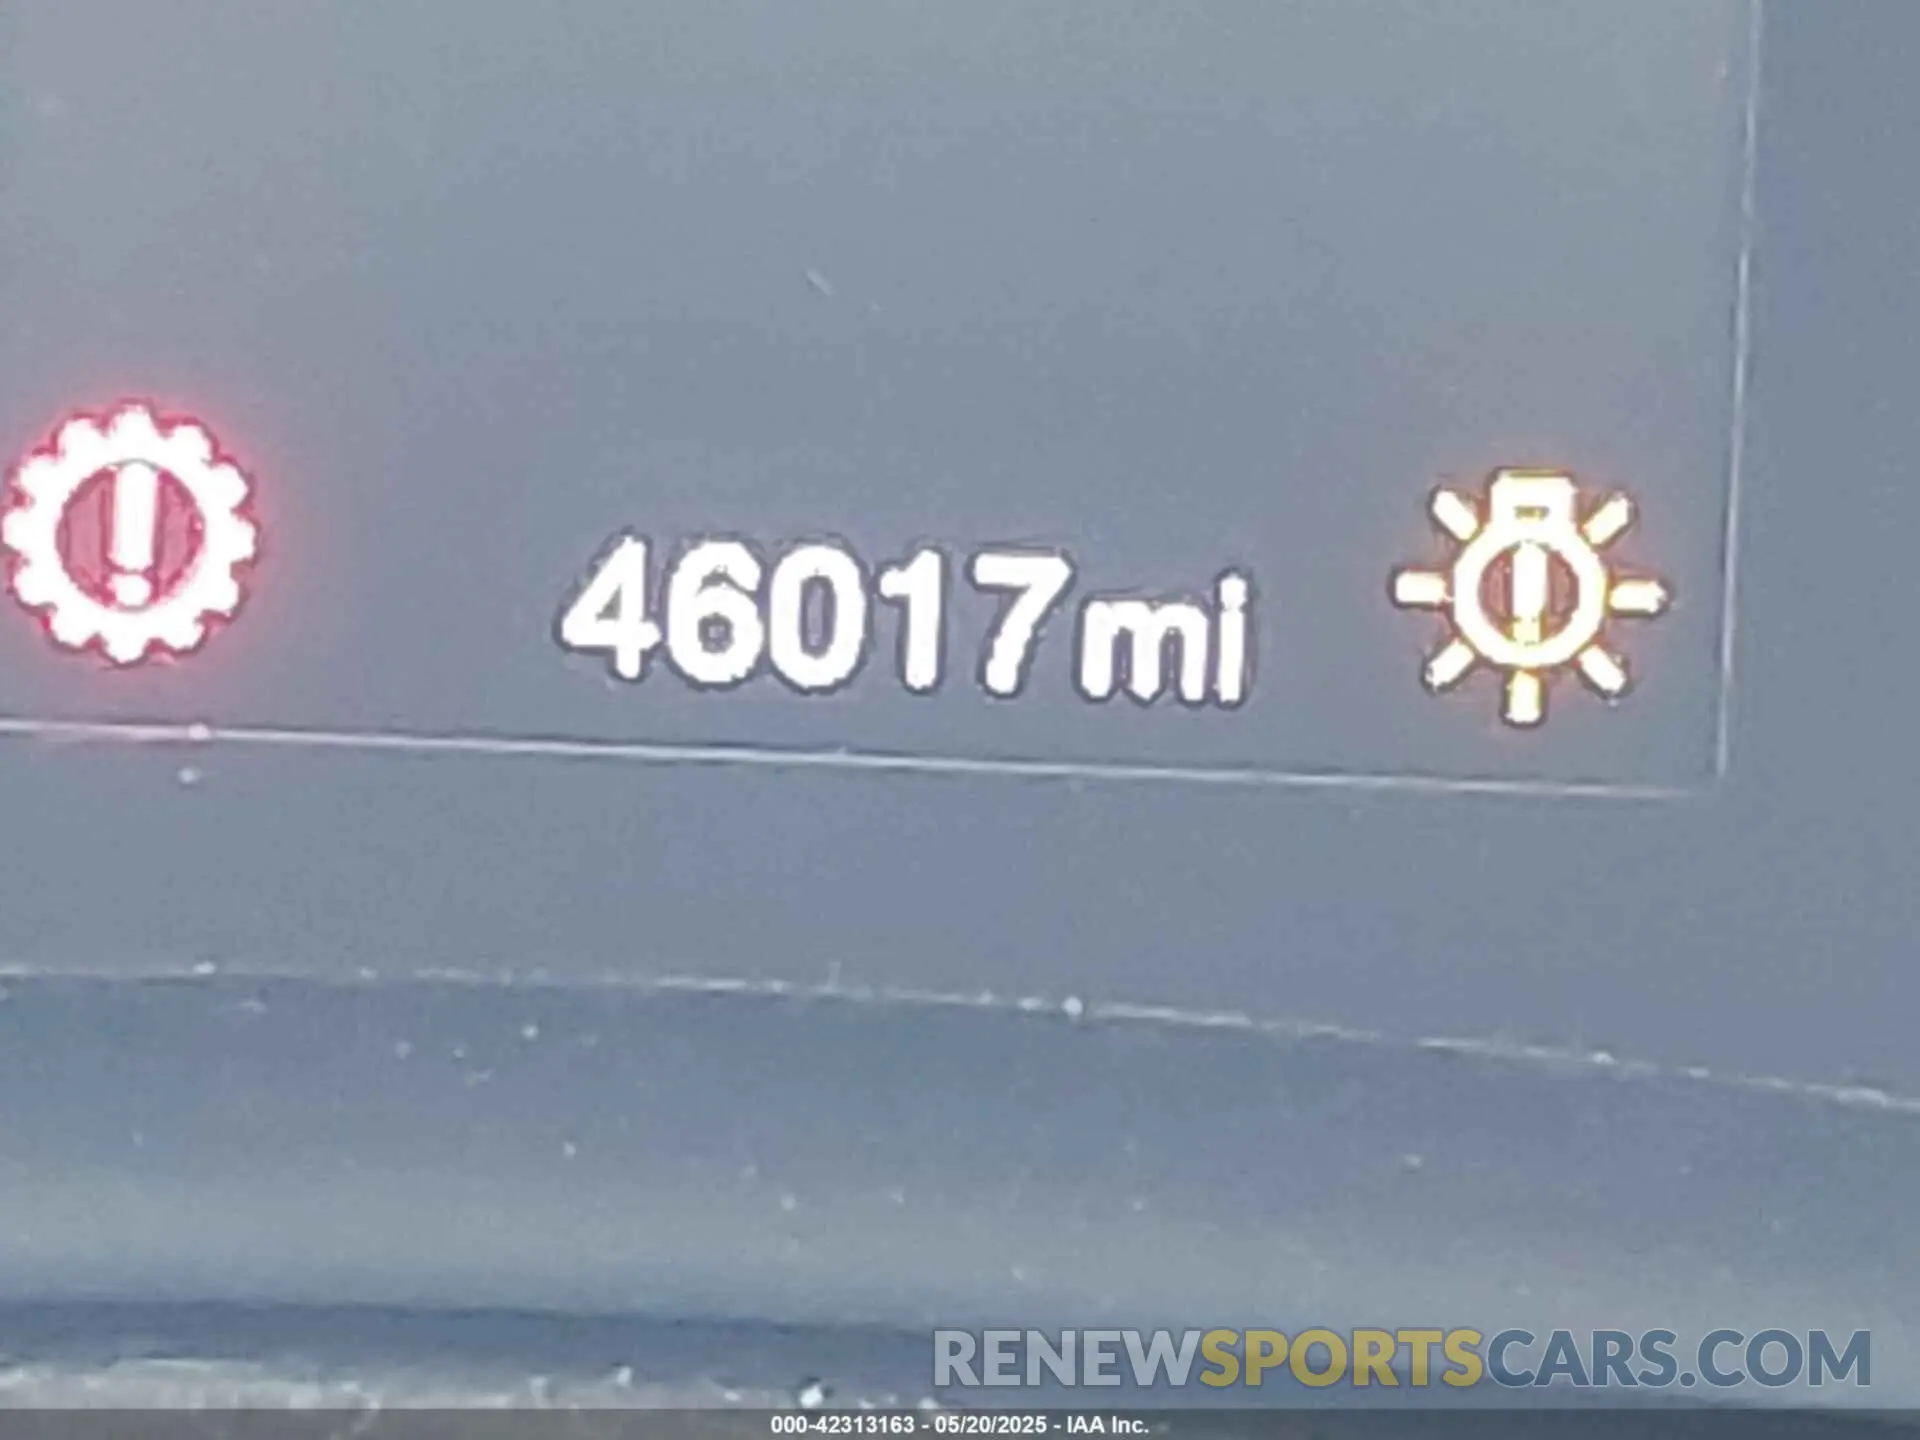 46017mi
RENEWSPORTSCARS.COM
000-42313163 - 05/20/2025 - IAA Inc.